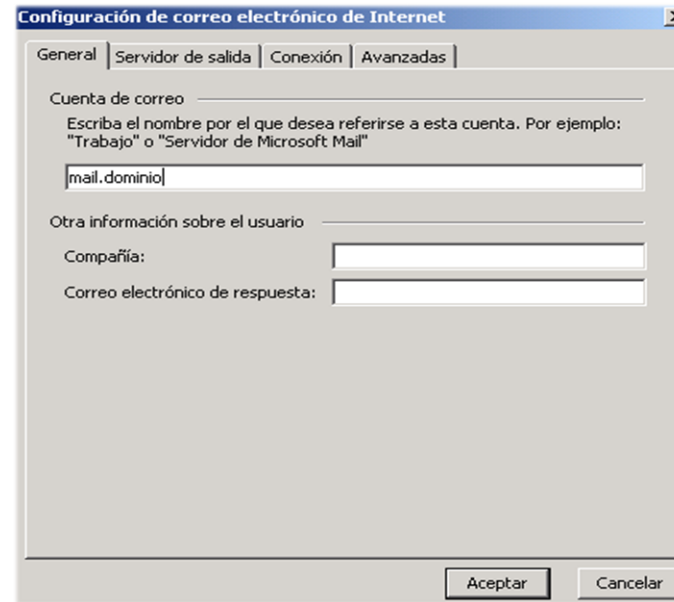 Configuración de correo electrónico de Internet
General Servidor de salida Conexión Avanzadas
Cuenta de correo
Escriba el nombre por el que desea referirse a esta cuenta. Por ejemplo:
"Trabajo" o "Servidor de Microsoft Mail"
mail.dominio
Otra información sobre el usuario
Compañía:
Correo electrónico de respuesta:
Aceptar Cancelar